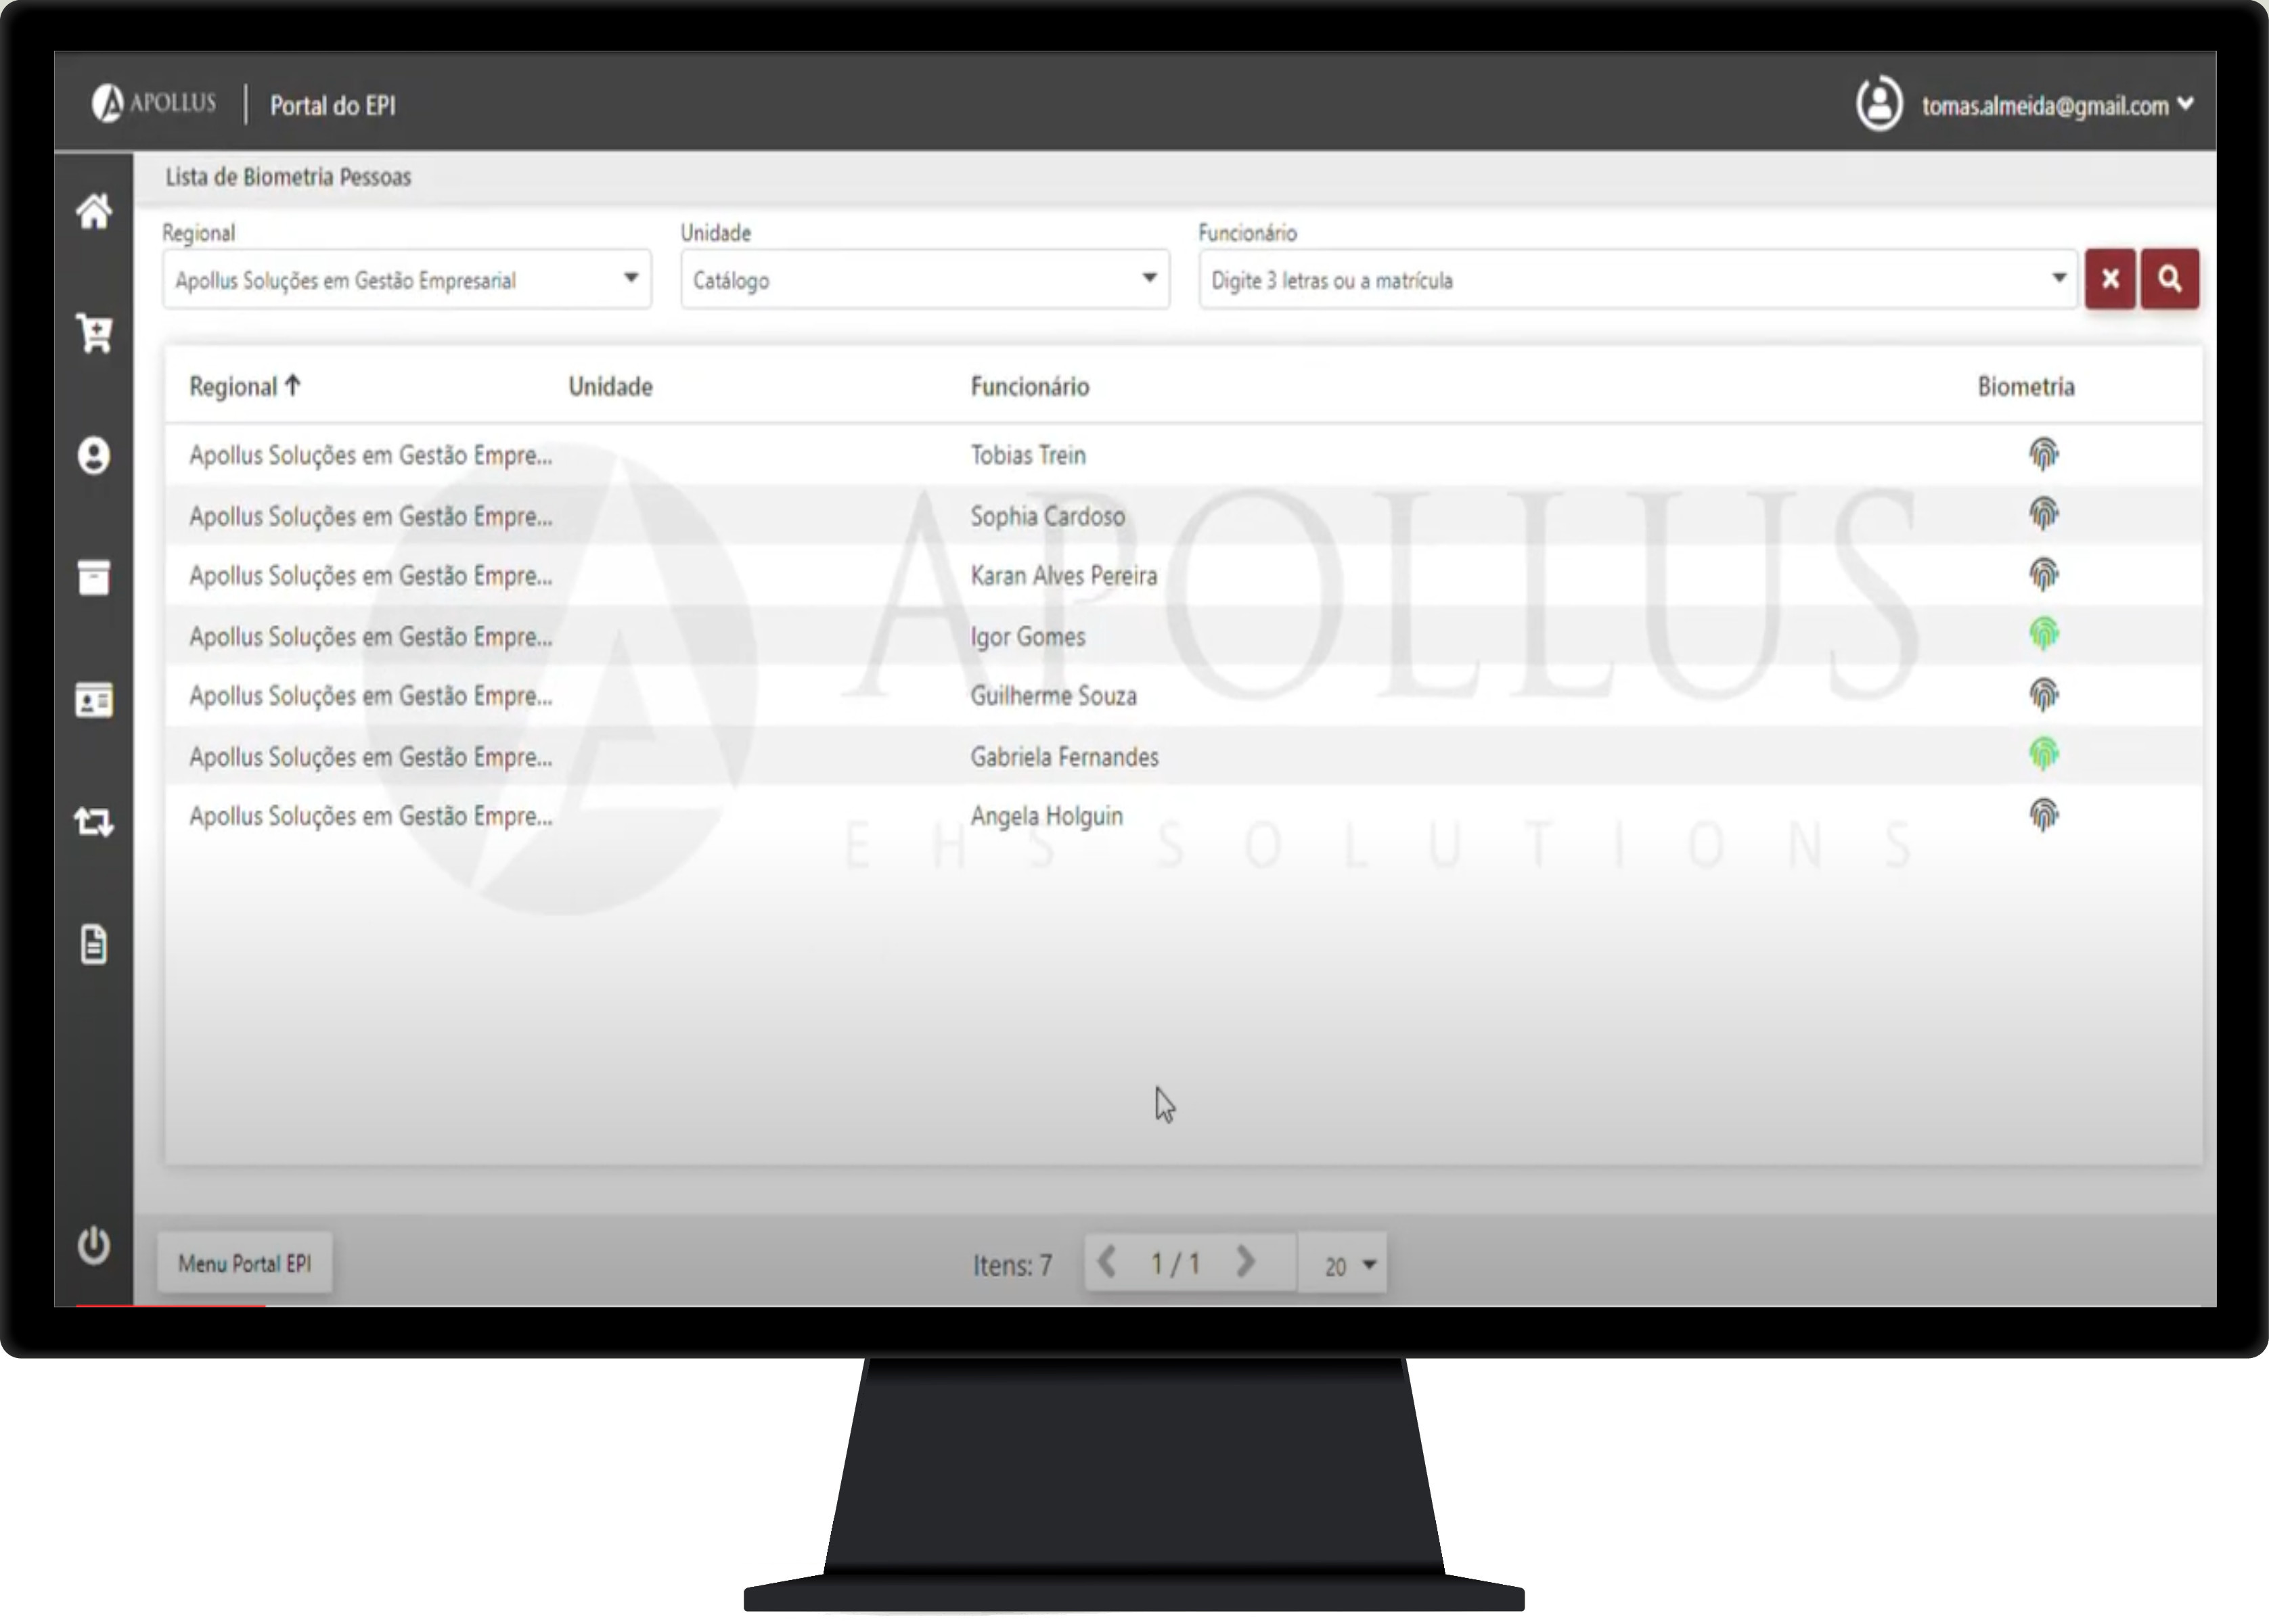 APOLLUS | Portal do EPI tomas.almeida@gmail.com
Lista de Biometria Pessoas
Regional Unidade Funcionário
Apollus Soluções em Gestão Empresarial Catálogo Digite 3 letras ou a matrícula
Regional ↑ Unidade Funcionário Biometria
Apollus Soluções em Gestão Empre... Tobias Trein
Apollus Soluções em Gestão Empre... Sophia Cardoso
Apollus Soluções em Gestão Empre... Karan Alves Pereira
Apollus Soluções em Gestão Empre... Igor Gomes
Apollus Soluções em Gestão Empre... Guilherme Souza
Apollus Soluções em Gestão Empre... Gabriela Fernandes
Apollus Soluções em Gestão Empre... Angela Holguin
APOLLUS
EHS SOLUTIONS
Menu Portal EPI Itens: 7 1 / 1 20